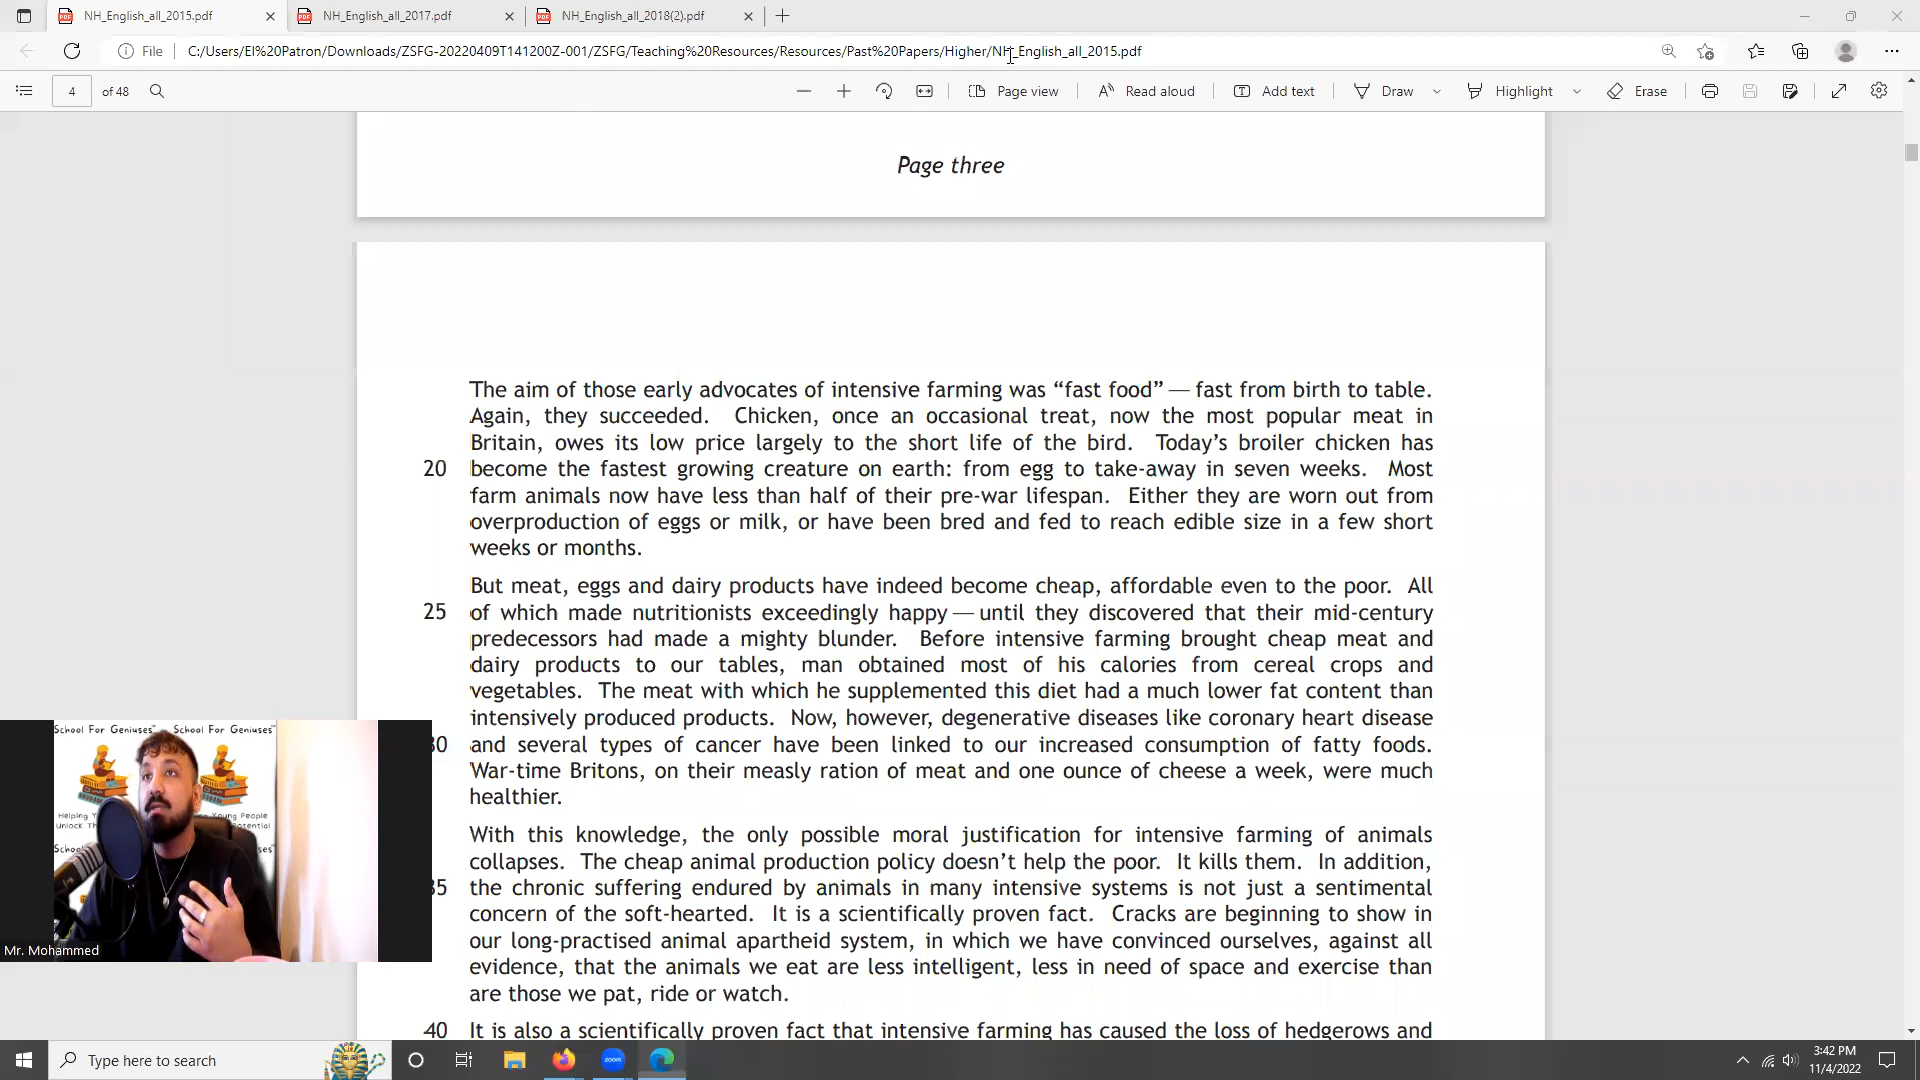 NH_English_all_2015.pdf
NH_English_all_2017.pdf
NH_English_all_2018(2).pdf
File
C:/Users/El%20Patron/Downloads/ZSFG-20220409T141200Z-001/ZSFG/Teaching%20Resources/Resources/Past%20Papers/Higher/NH_English_all_2015.pdf
4 of 48
Page view
Read aloud
Add text
Draw
Highlight
Erase
Page three
The aim of those early advocates of intensive farming was “fast food” — fast from birth to table.
Again, they succeeded. Chicken, once an occasional treat, now the most popular meat in
Britain, owes its low price largely to the short life of the bird. Today’s broiler chicken has
20 become the fastest growing creature on earth: from egg to take-away in seven weeks. Most
farm animals now have less than half of their pre-war lifespan. Either they are worn out from
overproduction of eggs or milk, or have been bred and fed to reach edible size in a few short
weeks or months.
But meat, eggs and dairy products have indeed become cheap, affordable even to the poor. All
25 of which made nutritionists exceedingly happy — until they discovered that their mid-century
predecessors had made a mighty blunder. Before intensive farming brought cheap meat and
dairy products to our tables, man obtained most of his calories from cereal crops and
vegetables. The meat with which he supplemented this diet had a much lower fat content than
intensively produced products. Now, however, degenerative diseases like coronary heart disease
0 and several types of cancer have been linked to our increased consumption of fatty foods.
War-time Britons, on their measly ration of meat and one ounce of cheese a week, were much
healthier.
With this knowledge, the only possible moral justification for intensive farming of animals
collapses. The cheap animal production policy doesn’t help the poor. It kills them. In addition,
5 the chronic suffering endured by animals in many intensive systems is not just a sentimental
concern of the soft-hearted. It is a scientifically proven fact. Cracks are beginning to show in
our long-practised animal apartheid system, in which we have convinced ourselves, against all
evidence, that the animals we eat are less intelligent, less in need of space and exercise than
are those we pat, ride or watch.
40 It is also a scientifically proven fact that intensive farming has caused the loss of hedgerows and
School For Geniuses™ School For Geniuses™
Mr. Mohammed
Type here to search
zoom
3:42 PM
11/4/2022